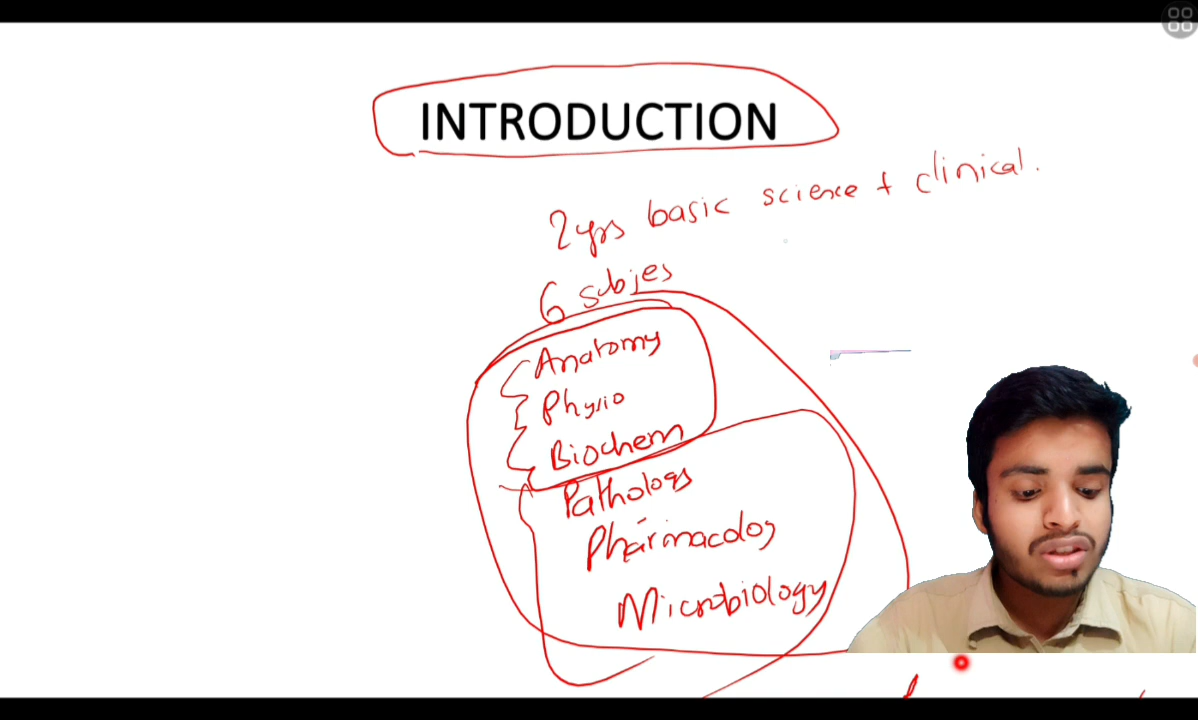 INTRODUCTION
2yrs basic science + clinical.
6 subjes
Anatomy
Physio
Biochem
Pathology
Pharmacolog
Microbiology